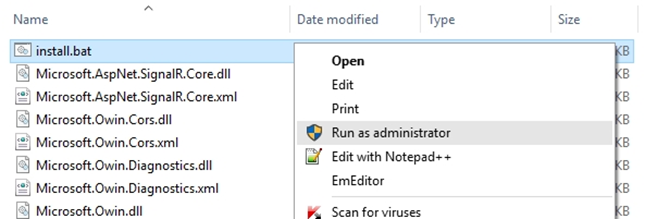 Name Date modified Type Size
install.bat KB
Open
Microsoft.AspNet.SignalR.Core.dll KB
Edit
Microsoft.AspNet.SignalR.Core.xml KB
Print
Microsoft.Owin.Cors.dll KB
Run as administrator
Microsoft.Owin.Cors.xml KB
Edit with Notepad++
Microsoft.Owin.Diagnostics.dll KB
EmEditor
Microsoft.Owin.Diagnostics.xml KB
Microsoft.Owin.dll KB
Scan for viruses